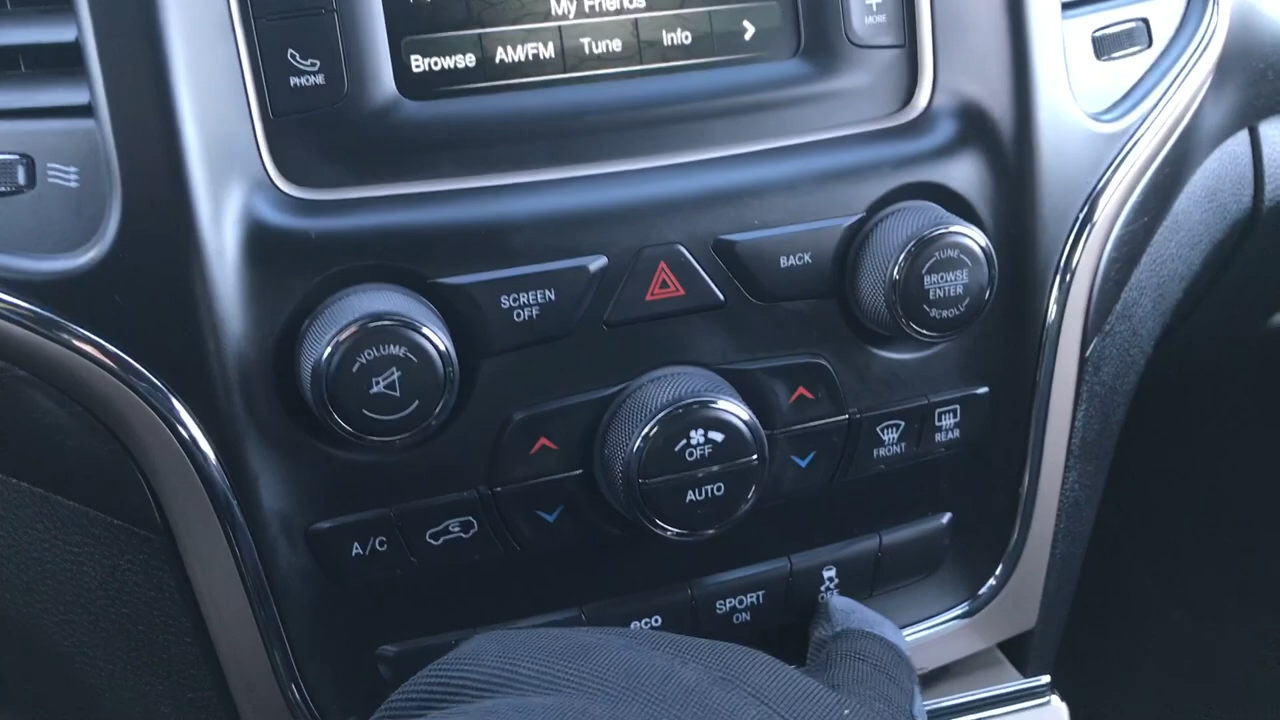 My Friends
Browse AM/FM Tune Info
PHONE
MORE
SCREEN
OFF
BACK
TUNE
BROWSE
ENTER
SCROLL
VOLUME
OFF
AUTO
FRONT
REAR
A/C
eco
SPORT
ON
OFF